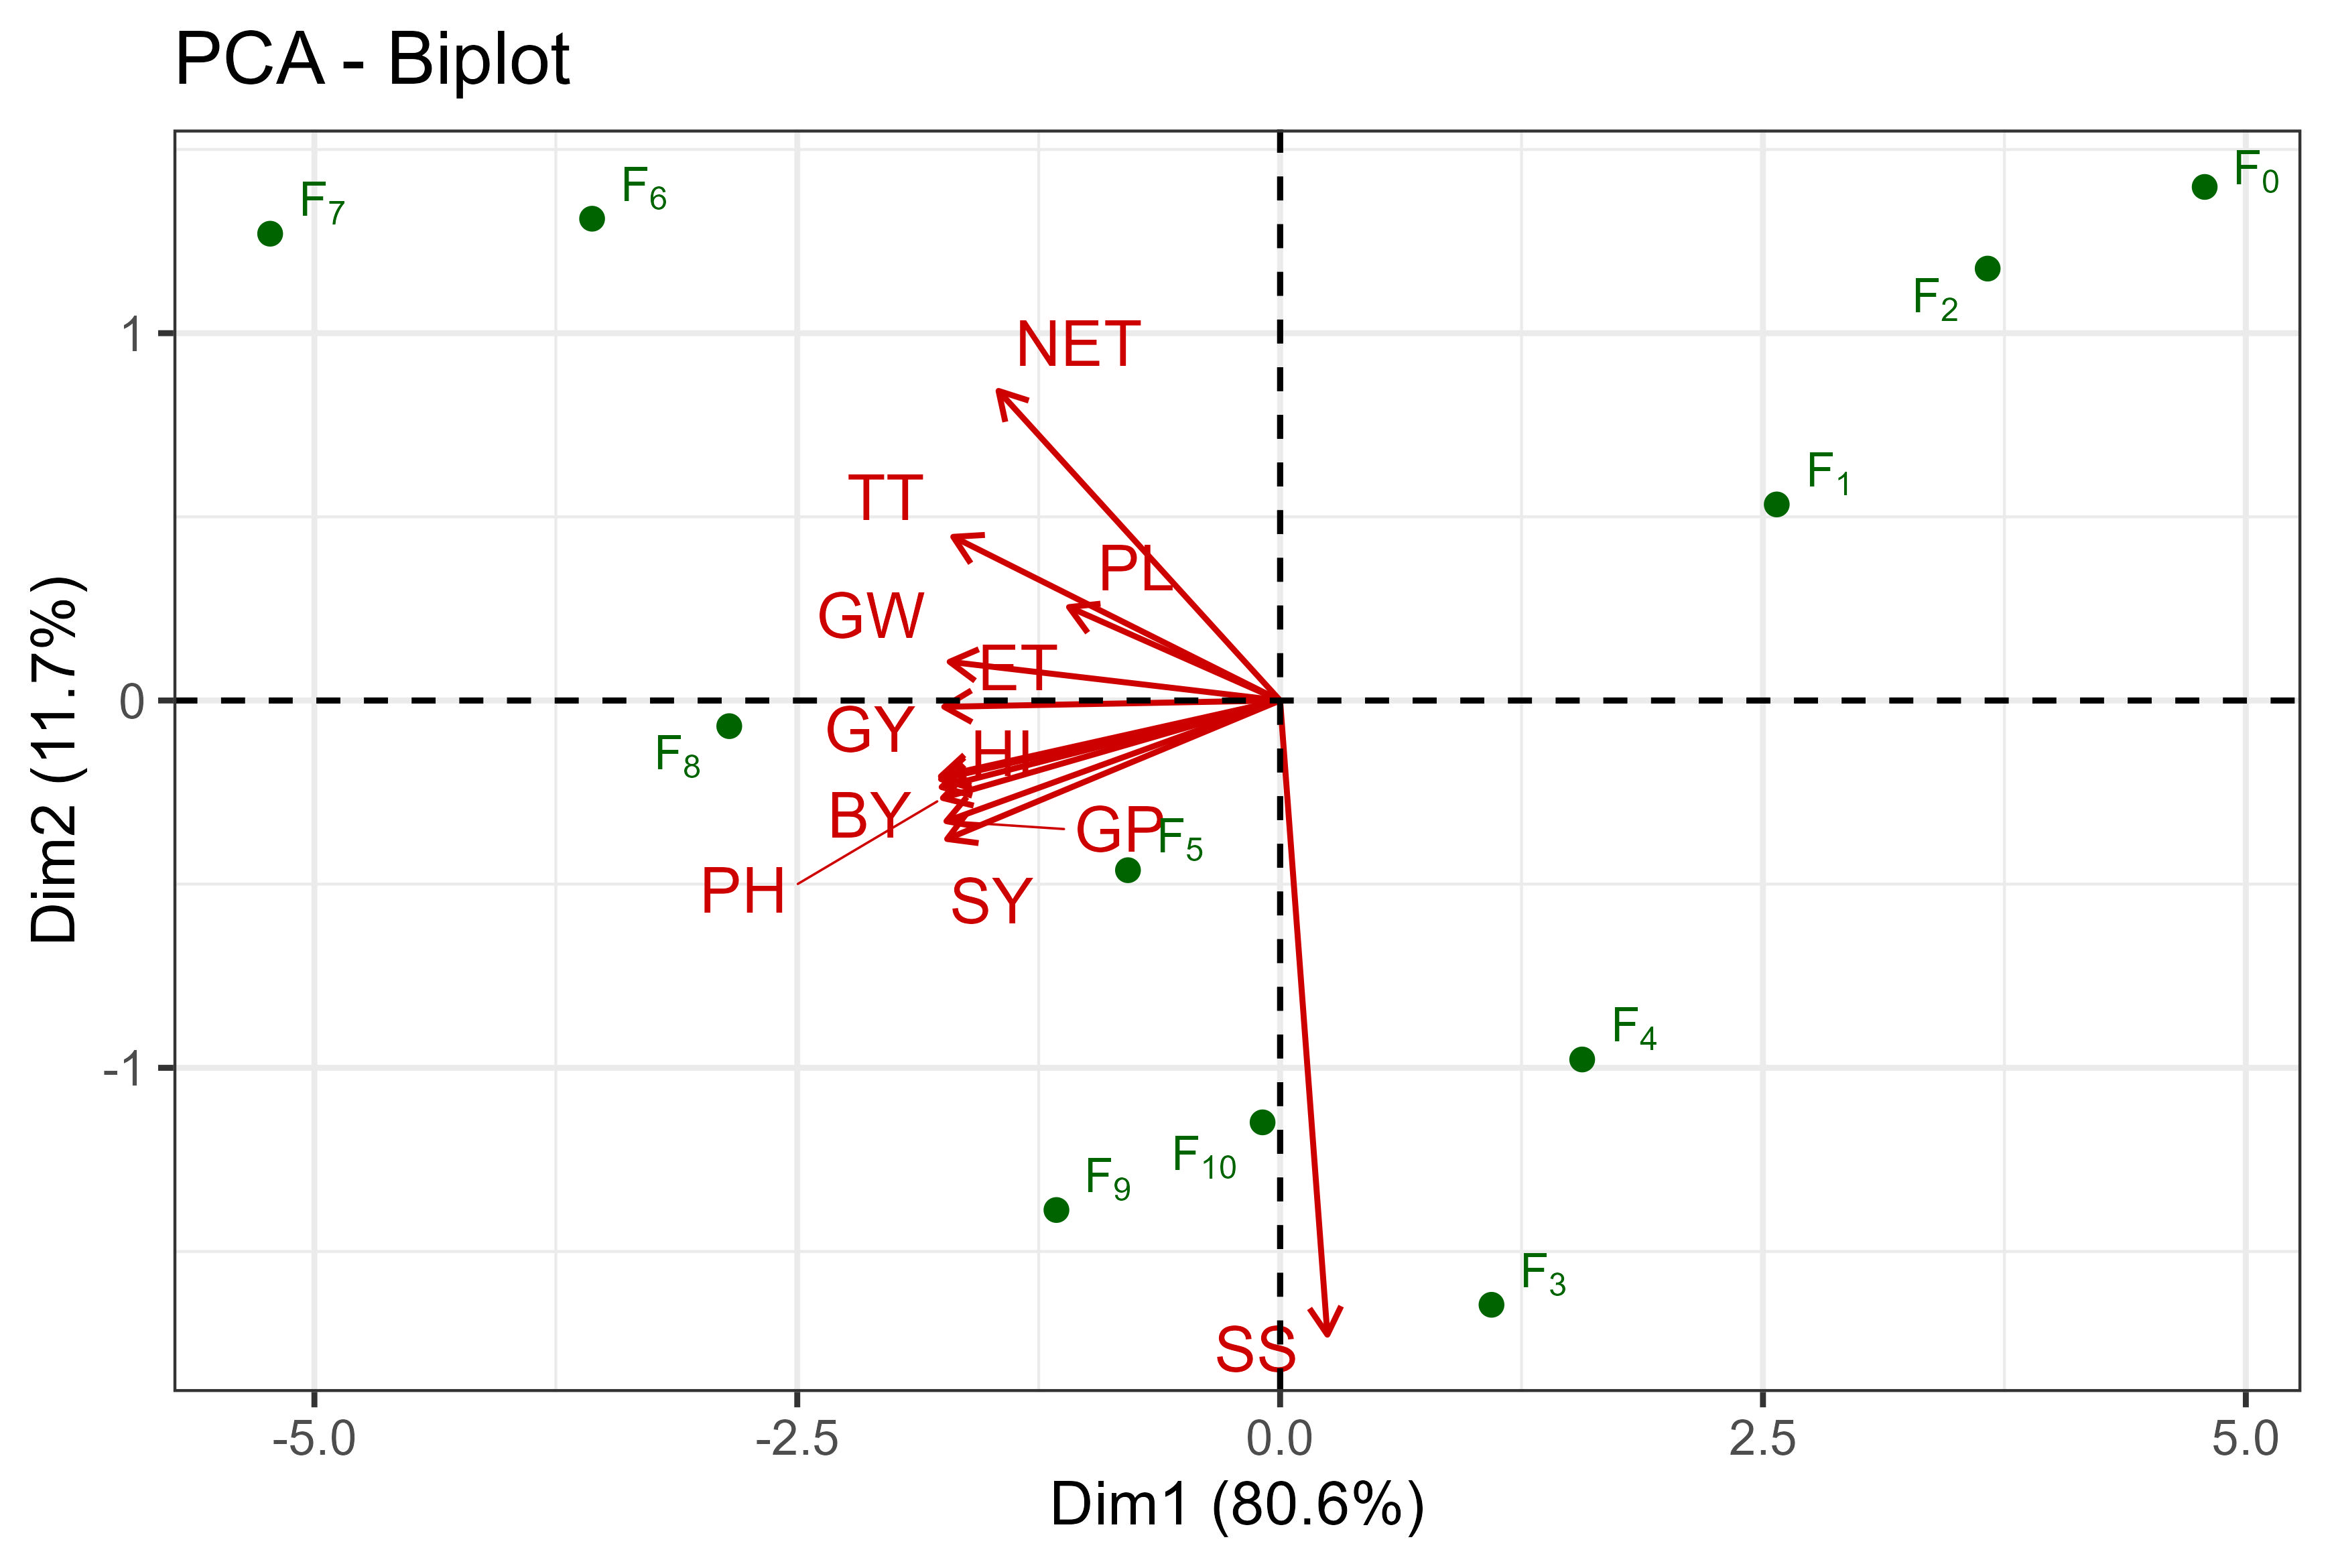 PCA - Biplot
F₇
F₆
F₀
F₂
NET
1
F₁
TT
PL
GW
ET
0
GY
HI
F₈
BY
GP
F₅
PH
SY
Dim2 (11.7%)
F₄
-1
F₁₀
F₉
F₃
SS
-5.0
-2.5
0.0
2.5
5.0
Dim1 (80.6%)